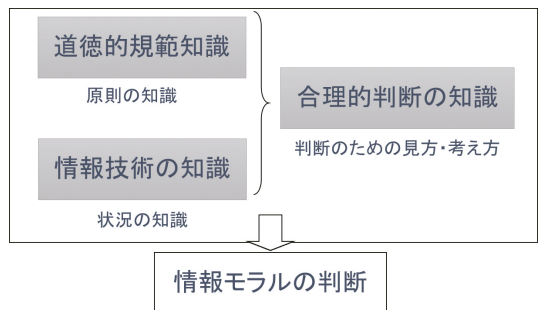 道徳的規範知識
原則の知識
情報技術の知識
状況の知識
合理的判断の知識
判断のための見方・考え方
情報モラルの判断